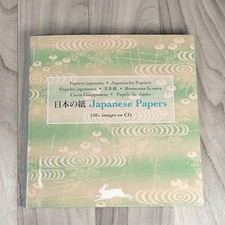 Papiers japonais • Japanische Papiere
Papeles japoneses • 日本紙 • Японская бумага
Carta Giapponese • Papéis do Japão
日本の紙 Japanese Papers
130+ images on CD